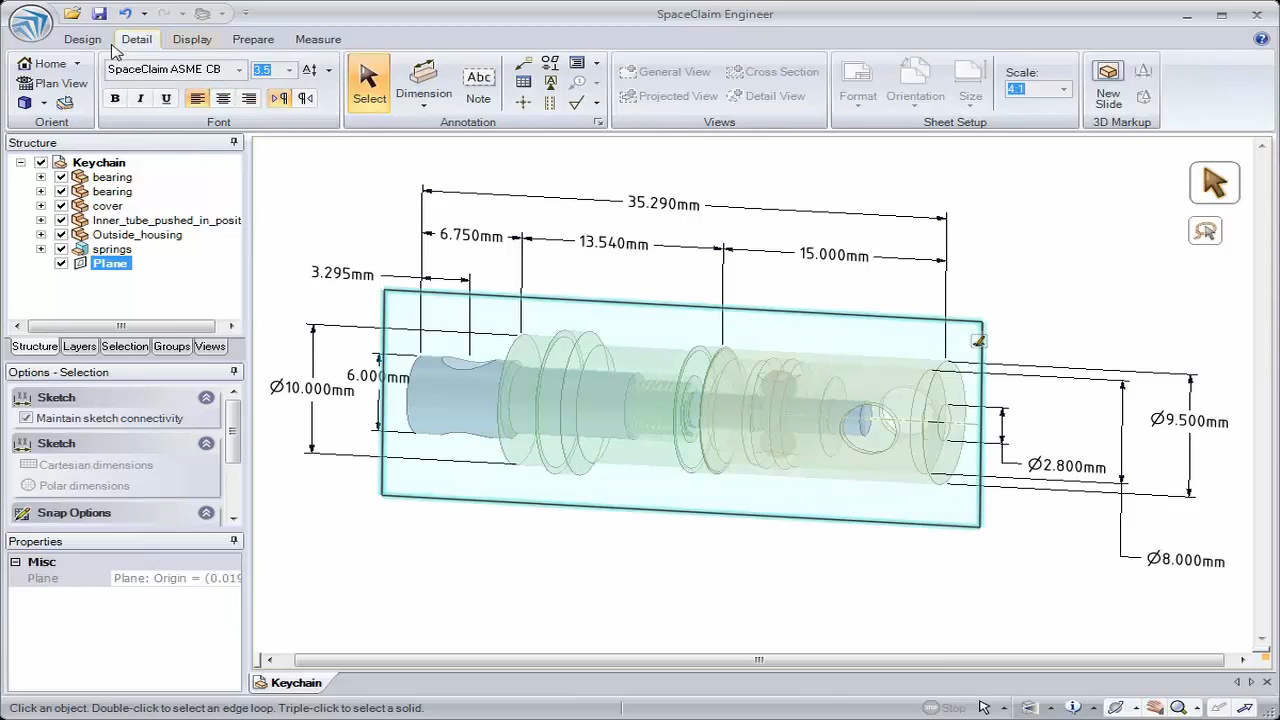 SpaceClaim Engineer
Design Detail Display Prepare Measure
Home
Plan View
Orient
SpaceClaim ASME CB 3.5
B I U
Font
Select
Dimension
Abc
Note
Annotation
General View Cross Section
Projected View Detail View
Views
Format Orientation Size
Scale:
4:1
Sheet Setup
New
Slide
3D Markup
Structure
Keychain
bearing
bearing
cover
Inner_tube_pushed_in_posit
Outside_housing
springs
Plane
Structure Layers Selection Groups Views
Options - Selection
Sketch
Maintain sketch connectivity
Sketch
Cartesian dimensions
Polar dimensions
Snap Options
Properties
Misc
Plane Plane: Origin = (0.019
35.290mm
6.750mm
13.540mm
15.000mm
3.295mm
6.000mm
Ø10.000mm
Ø9.500mm
Ø2.800mm
Ø8.000mm
Keychain
Click an object. Double-click to select an edge loop. Triple-click to select a solid.
Stop